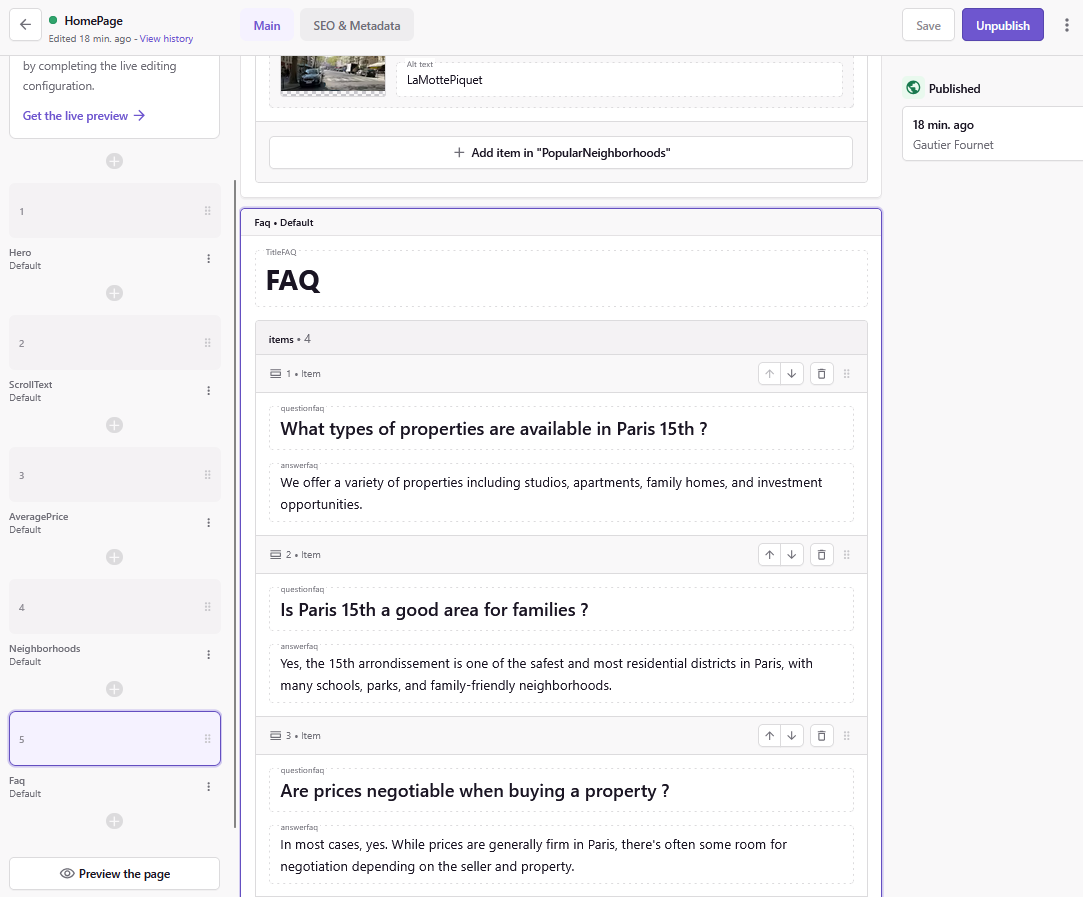 HomePage
Edited 18 min. ago - View history
Main
SEO & Metadata
Save
Unpublish
by completing the live editing
configuration.
Get the live preview
1
Hero
Default
2
ScrollText
Default
3
AveragePrice
Default
4
Neighborhoods
Default
5
Faq
Default
Preview the page
Alt text
LaMottePiquet
Add item in "PopularNeighborhoods"
Faq • Default
TitleFAQ
FAQ
items • 4
1 • Item
questionfaq
What types of properties are available in Paris 15th ?
answerfaq
We offer a variety of properties including studios, apartments, family homes, and investment
opportunities.
2 • Item
questionfaq
Is Paris 15th a good area for families ?
answerfaq
Yes, the 15th arrondissement is one of the safest and most residential districts in Paris, with
many schools, parks, and family-friendly neighborhoods.
3 • Item
questionfaq
Are prices negotiable when buying a property ?
answerfaq
In most cases, yes. While prices are generally firm in Paris, there's often some room for
negotiation depending on the seller and property.
Published
18 min. ago
Gautier Fournet